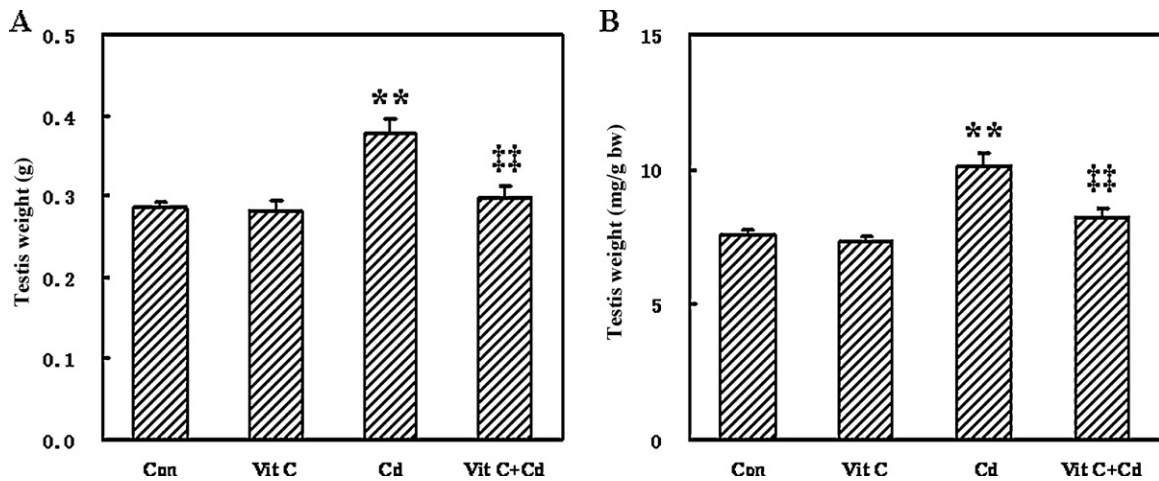 A
Testis weight (g)
0.5
0.4
0.3
0.2
0.1
0.0
**
‡‡
Con
Vit C
Cd
Vit C+Cd
B
Testis weight (mg/g bw)
15
10
5
0
**
‡‡
Con
Vit C
Cd
Vit C+Cd